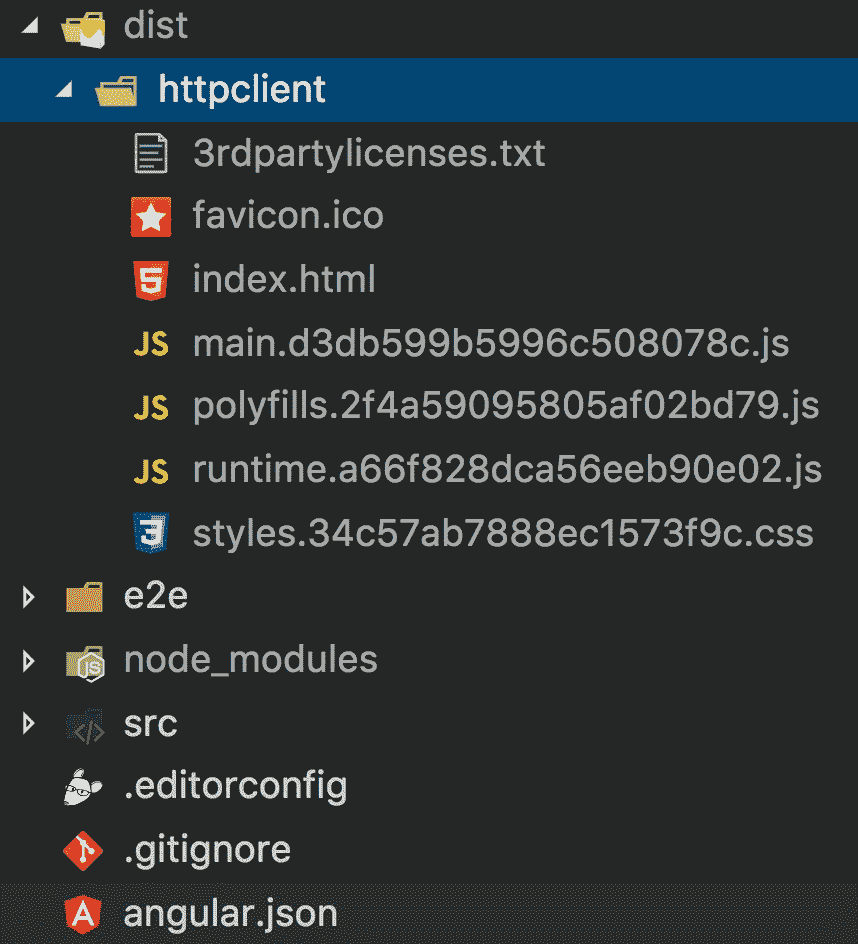 dist
httpclient
3rdpartylicenses.txt
favicon.ico
index.html
JS main.d3db599b5996c508078c.js
JS polyfills.2f4a59095805af02bd79.js
JS runtime.a66f828dca56eeb90e02.js
styles.34c57ab7888ec1573f9c.css
e2e
node_modules
src
.editorconfig
.gitignore
angular.json